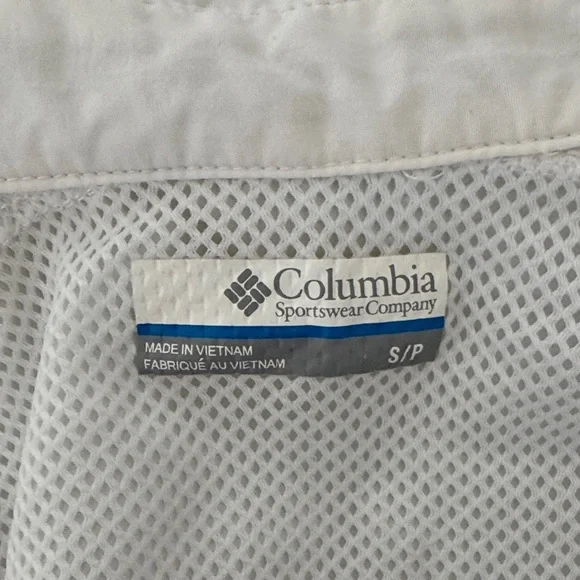 Columbia
Sportswear Company
MADE IN VIETNAM
FABRIQUÉ AU VIETNAM
S/P